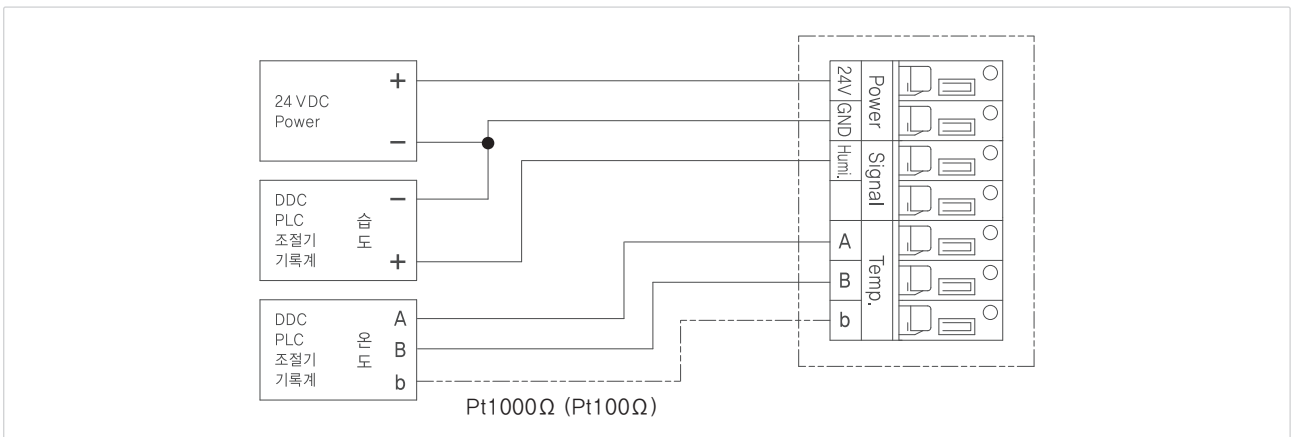 24 VDC
Power
+
−
DDC
PLC
조절기
기록계
습
도
−
+
DDC
PLC
조절기
기록계
온
도
A
B
b
Pt1000Ω (Pt100Ω)
24V
GND
Power
Humi.
Signal
A
B
b
Temp.